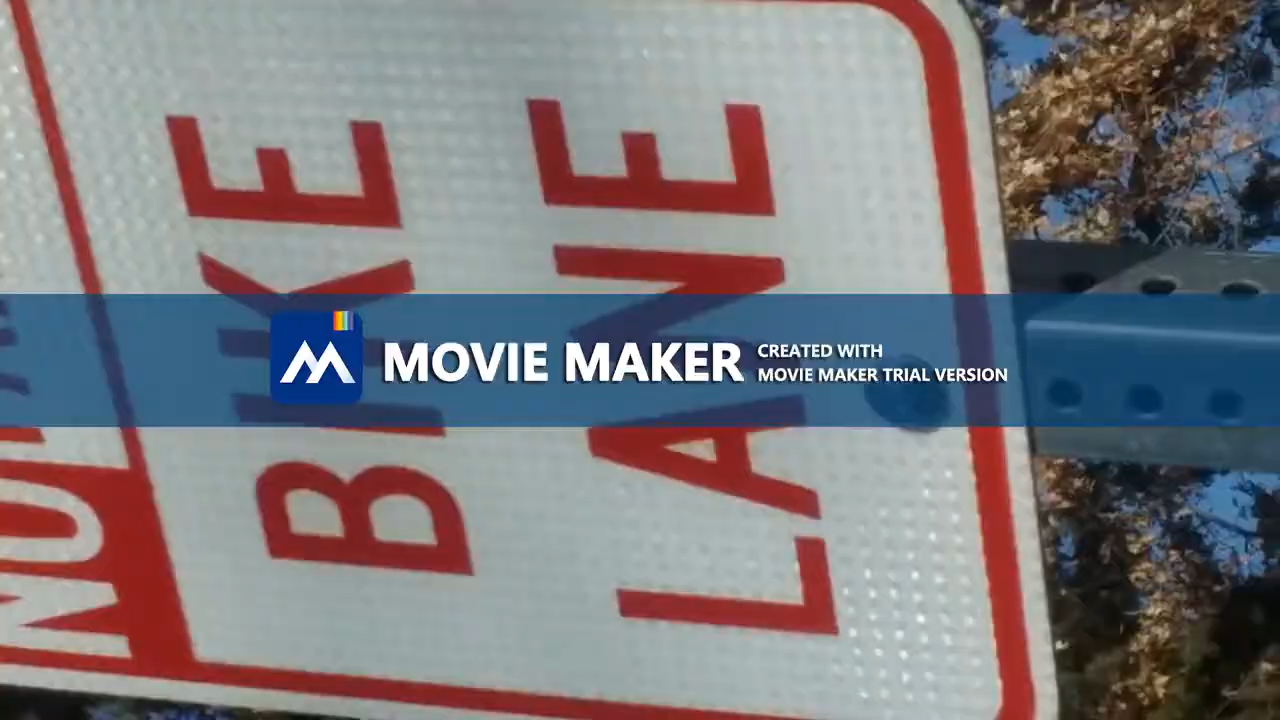 BIKE
LANE
MOVIE MAKER
CREATED WITH
MOVIE MAKER TRIAL VERSION